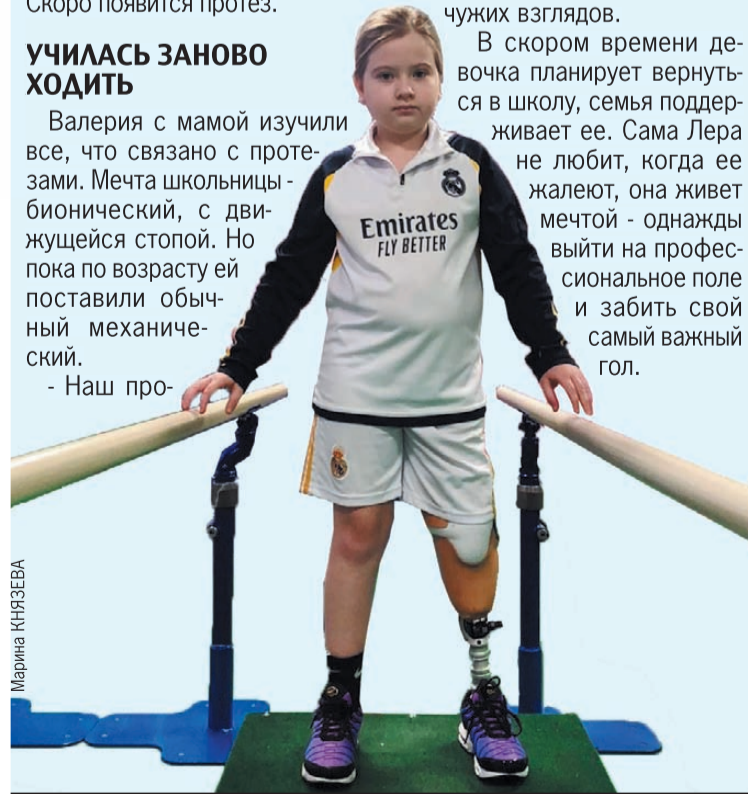 Скоро появится протез.
УЧИЛАСЬ ЗАНОВО
ХОДИТЬ
Валерия с мамой изучили
все, что связано с проте-
зами. Мечта школьницы -
бионический, с дви-
жущейся стопой. Но
пока по возрасту ей
поставили обыч-
ный механиче-
ский.
- Наш про-
чужих взглядов.
В скором времени де-
вочка планирует вернуть-
ся в школу, семья поддер-
живает ее. Сама Лера
не любит, когда ее
жалеют, она живет
мечтой - однажды
выйти на профес-
сиональное поле
и забить свой
самый важный
гол.
Emirates
FLY BETTER
Марина КНЯЗЕВА